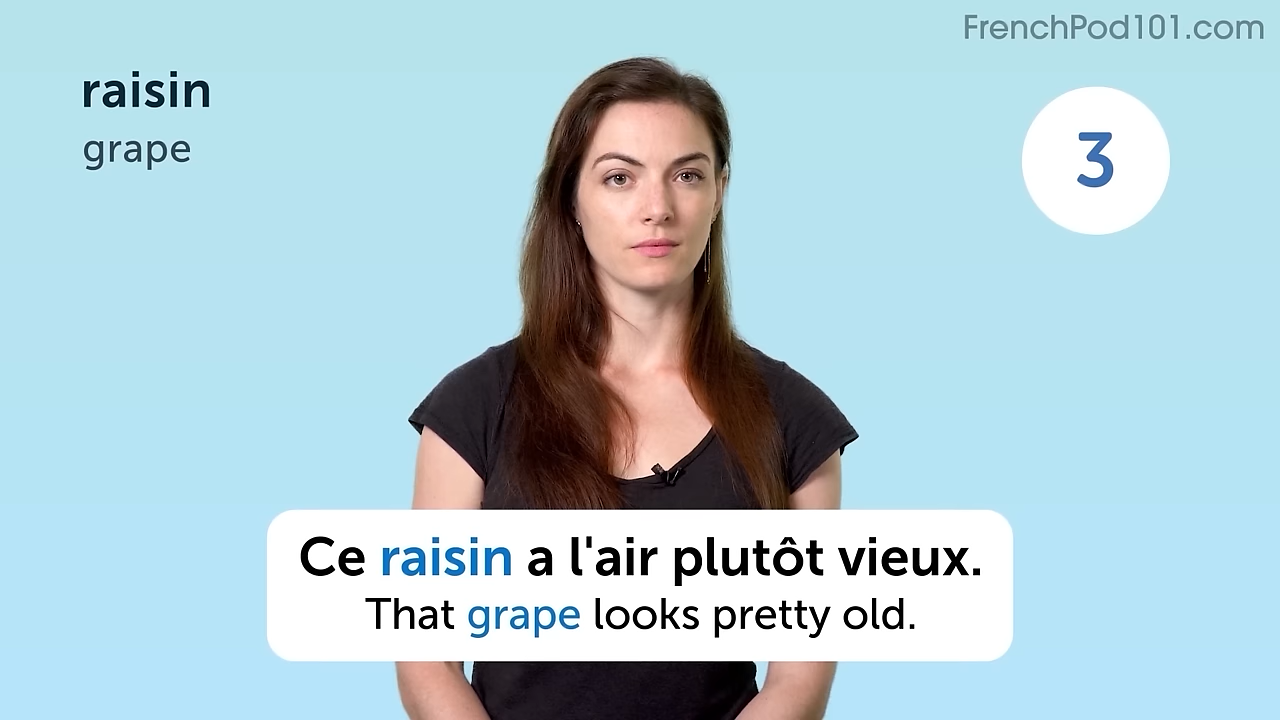 FrenchPod101.com
raisin
grape
3
Ce raisin a l'air plutôt vieux.
That grape looks pretty old.